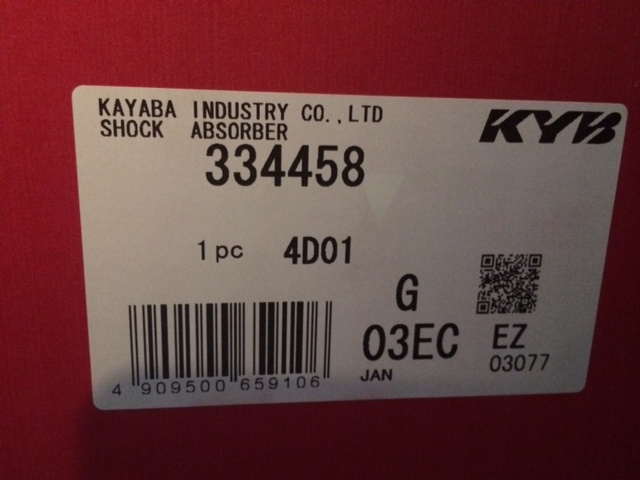 KAYABA INDUSTRY CO.,LTD
KYB
SHOCK ABSORBER
334458
1 pc 4D01
G
03EC EZ
JAN 03077
4 909500 659106